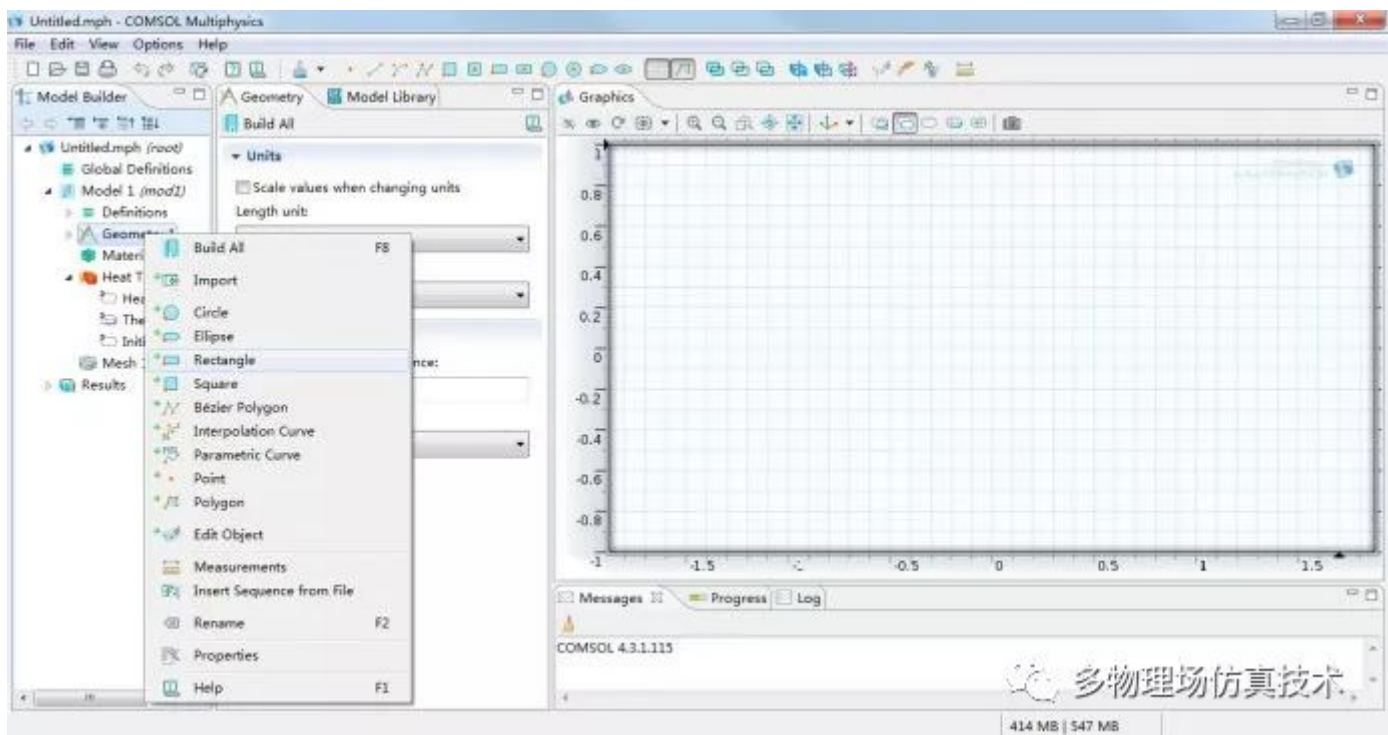 Untitled.mph - COMSOL Multiphysics
File Edit View Options Help
Model Builder
Geometry Model Library
Graphics
Build All
Untitled.mph (root)
Global Definitions
Model 1 (mod1)
Definitions
Units
Scale values when changing units
Length unit:
Build All F8
Import
Circle
Ellipse
Rectangle
Square
Bézier Polygon
Interpolation Curve
Parametric Curve
Point
Polygon
Edit Object
Measurements
Insert Sequence from File
Rename F2
Properties
Help F1
Heat T
Hea
The
Initi
Mesh
Results
nce:
1
0.8
0.6
0.4
0.2
0
-0.2
-0.4
-0.6
-0.8
-1
-1.5 -0.5 0 0.5 1 1.5
Messages Progress Log
COMSOL 4.3.1.115
多物理场仿真技术
414 MB | 547 MB